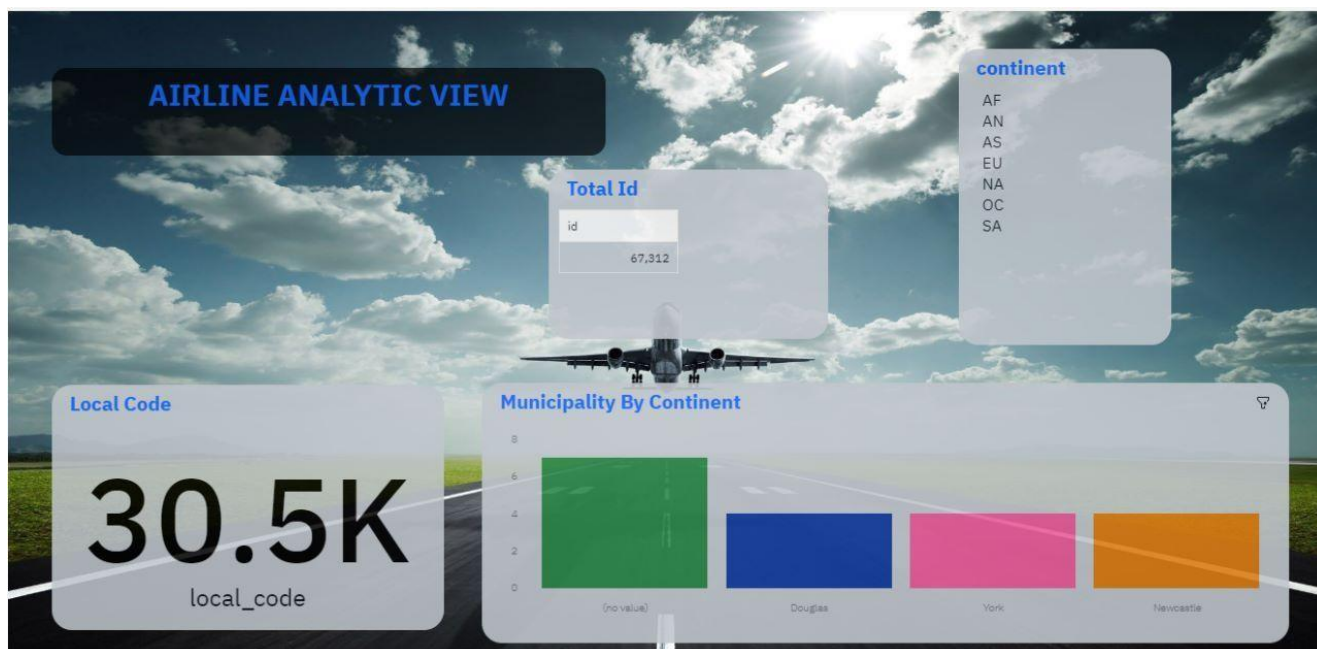 AIRLINE ANALYTIC VIEW
continent
AF
AN
AS
EU
NA
OC
SA
Total Id
id
67,312
Local Code
30.5K
local_code
Municipality By Continent
8
6
4
2
0
(no value)
Douglas
York
Newcastle